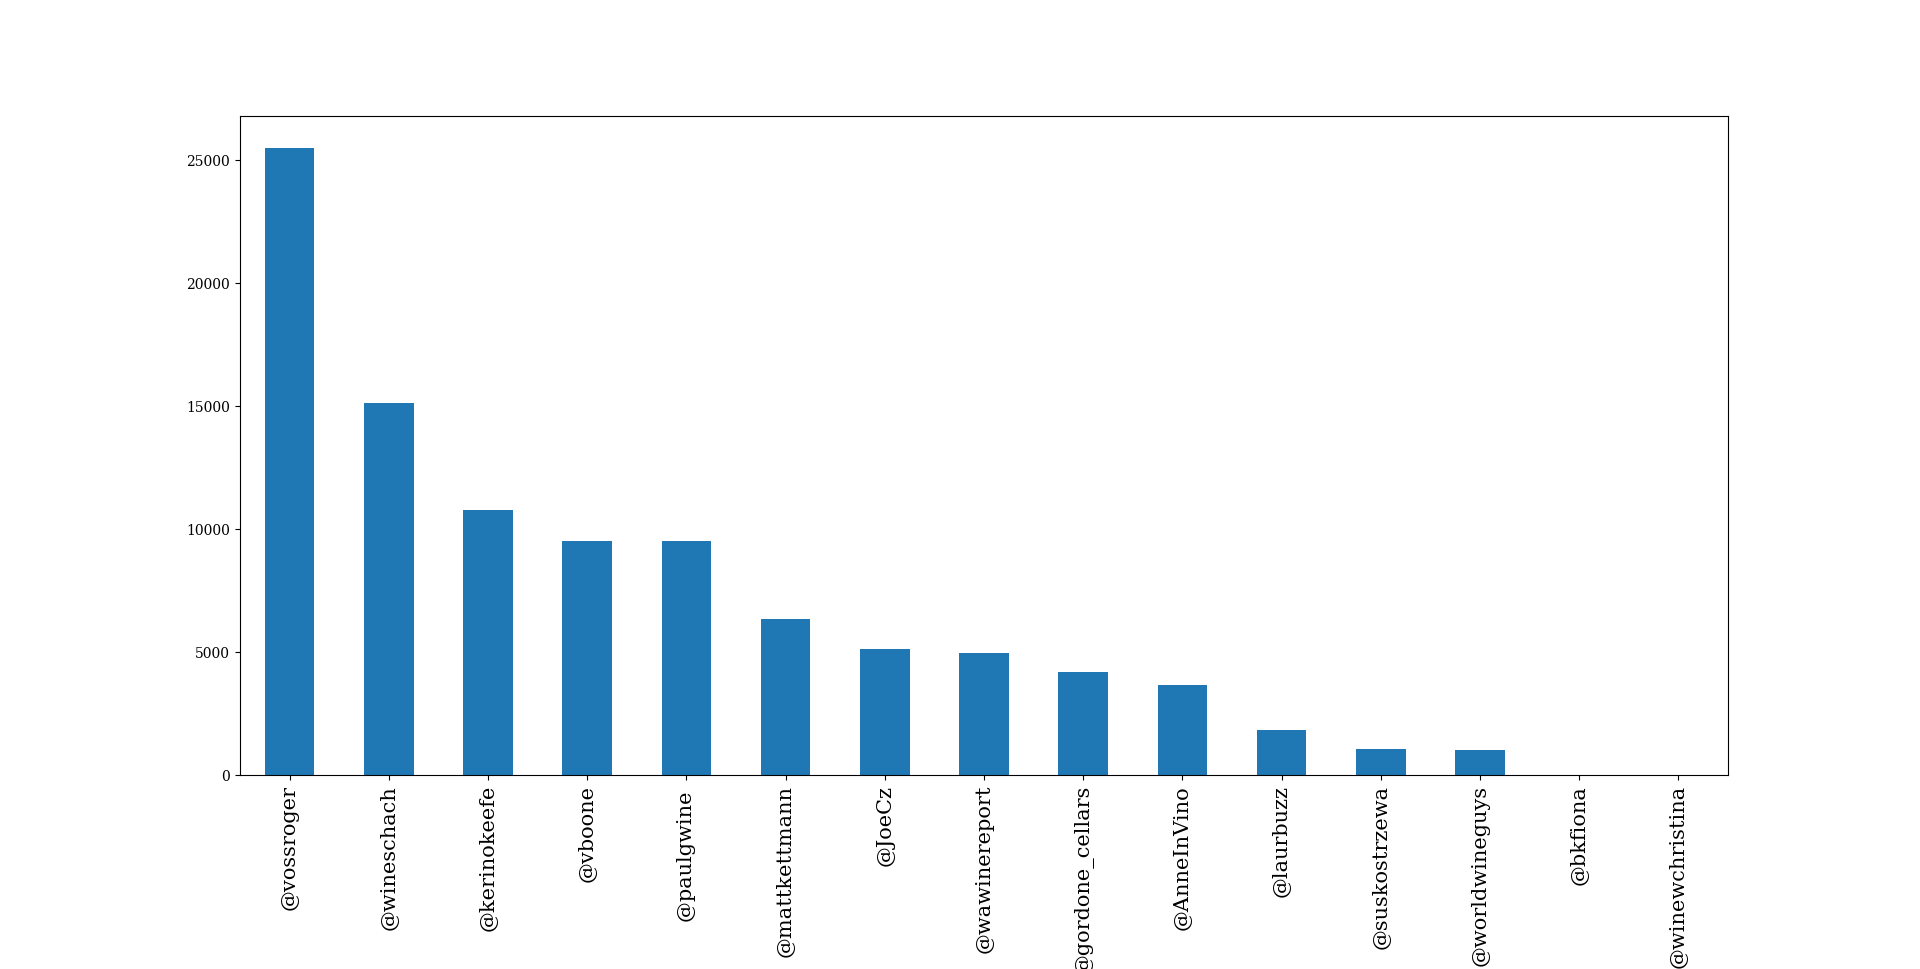 25000
20000
15000
10000
5000
0
@vossroger
@wineschach
@kerinokeefe
@vboone
@paulgwine
@mattkettmann
@JoeCz
@wawinereport
@gordone_cellars
@AnneInVino
@laurbuzz
@suskostrzewa
@worldwineguys
@bkfiona
@winewchristina